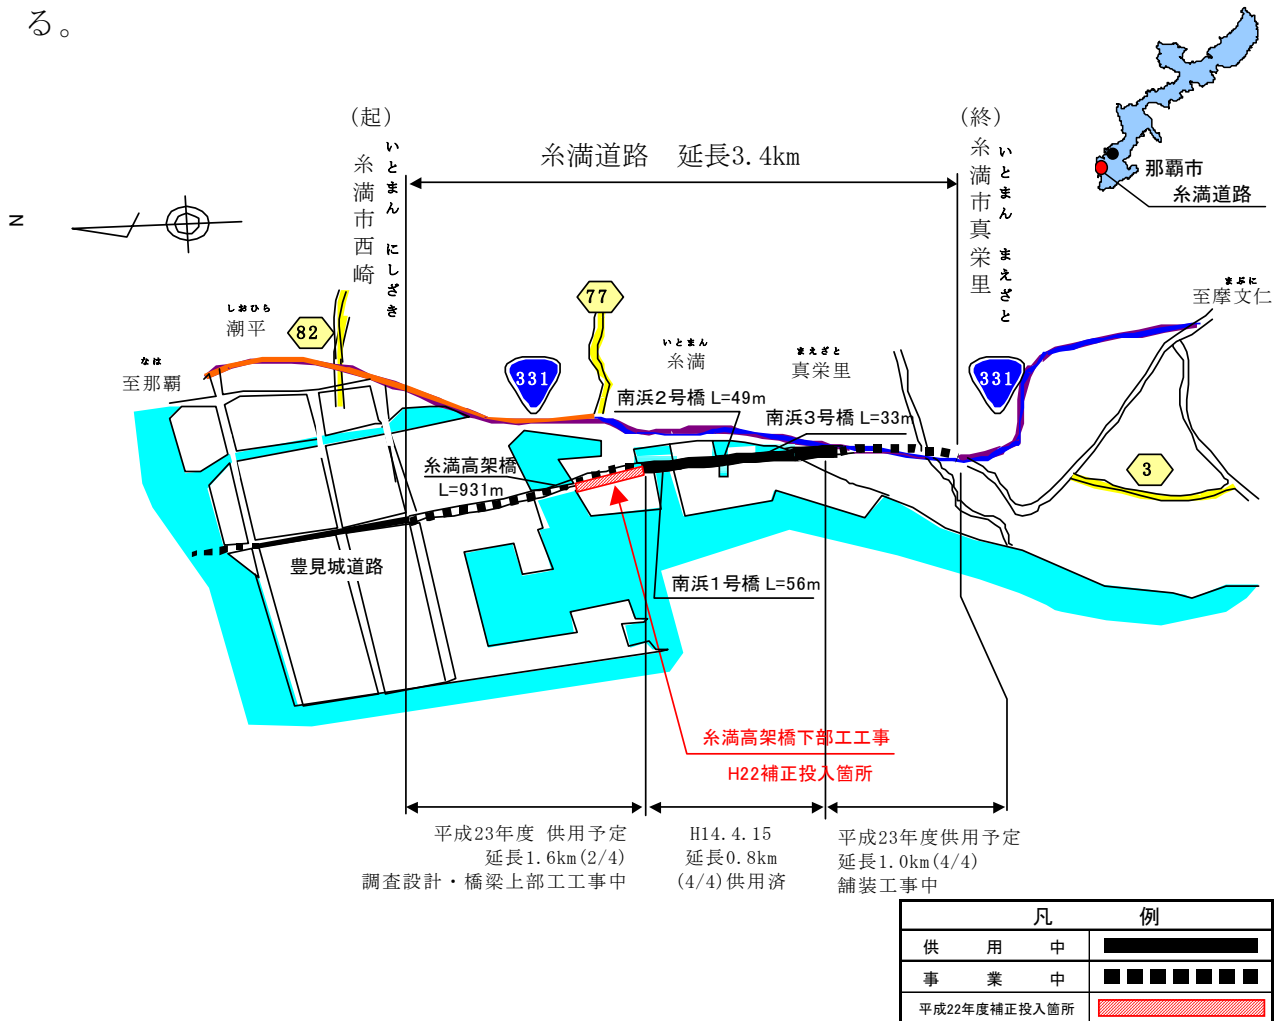 る。
(起)
いとまん にしざき
糸満市西崎
糸満道路 延長3.4km
(終)
いとまん まえざと
糸満市真栄里
那覇市
糸満道路
N
しおひら
潮平
82
77
なは
至那覇
331
いとまん
糸満
まえざと
真栄里
331
まぶに
至摩文仁
南浜2号橋 L=49m
南浜3号橋 L=33m
糸満高架橋
L=931m
3
豊見城道路
南浜1号橋 L=56m
糸満高架橋下部工工事
H22補正投入箇所
平成23年度 供用予定
延長1.6km(2/4)
調査設計・橋梁上部工工事中
H14.4.15
延長0.8km
(4/4)供用済
平成23年度供用予定
延長1.0km(4/4)
舗装工事中
凡 例
供 用 中
事 業 中
平成22年度補正投入箇所